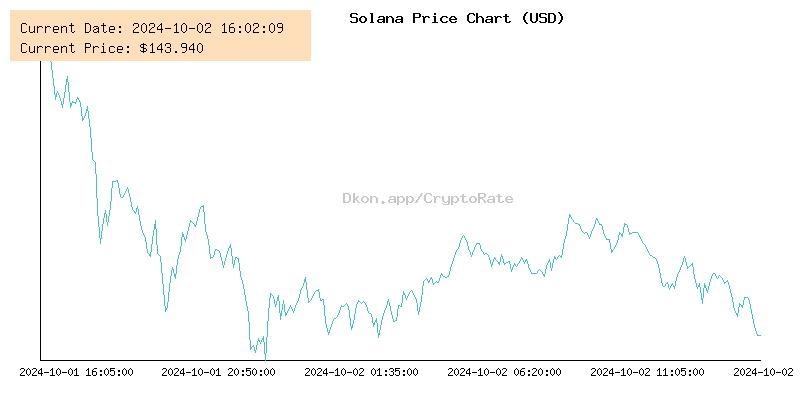 Solana Price Chart (USD)
Current Date: 2024-10-02 16:02:09
Current Price: $143.940
Dkon.app/CryptoRate
2024-10-01 16:05:00 2024-10-01 20:50:00 2024-10-02 01:35:00 2024-10-02 06:20:00 2024-10-02 11:05:00 2024-10-02